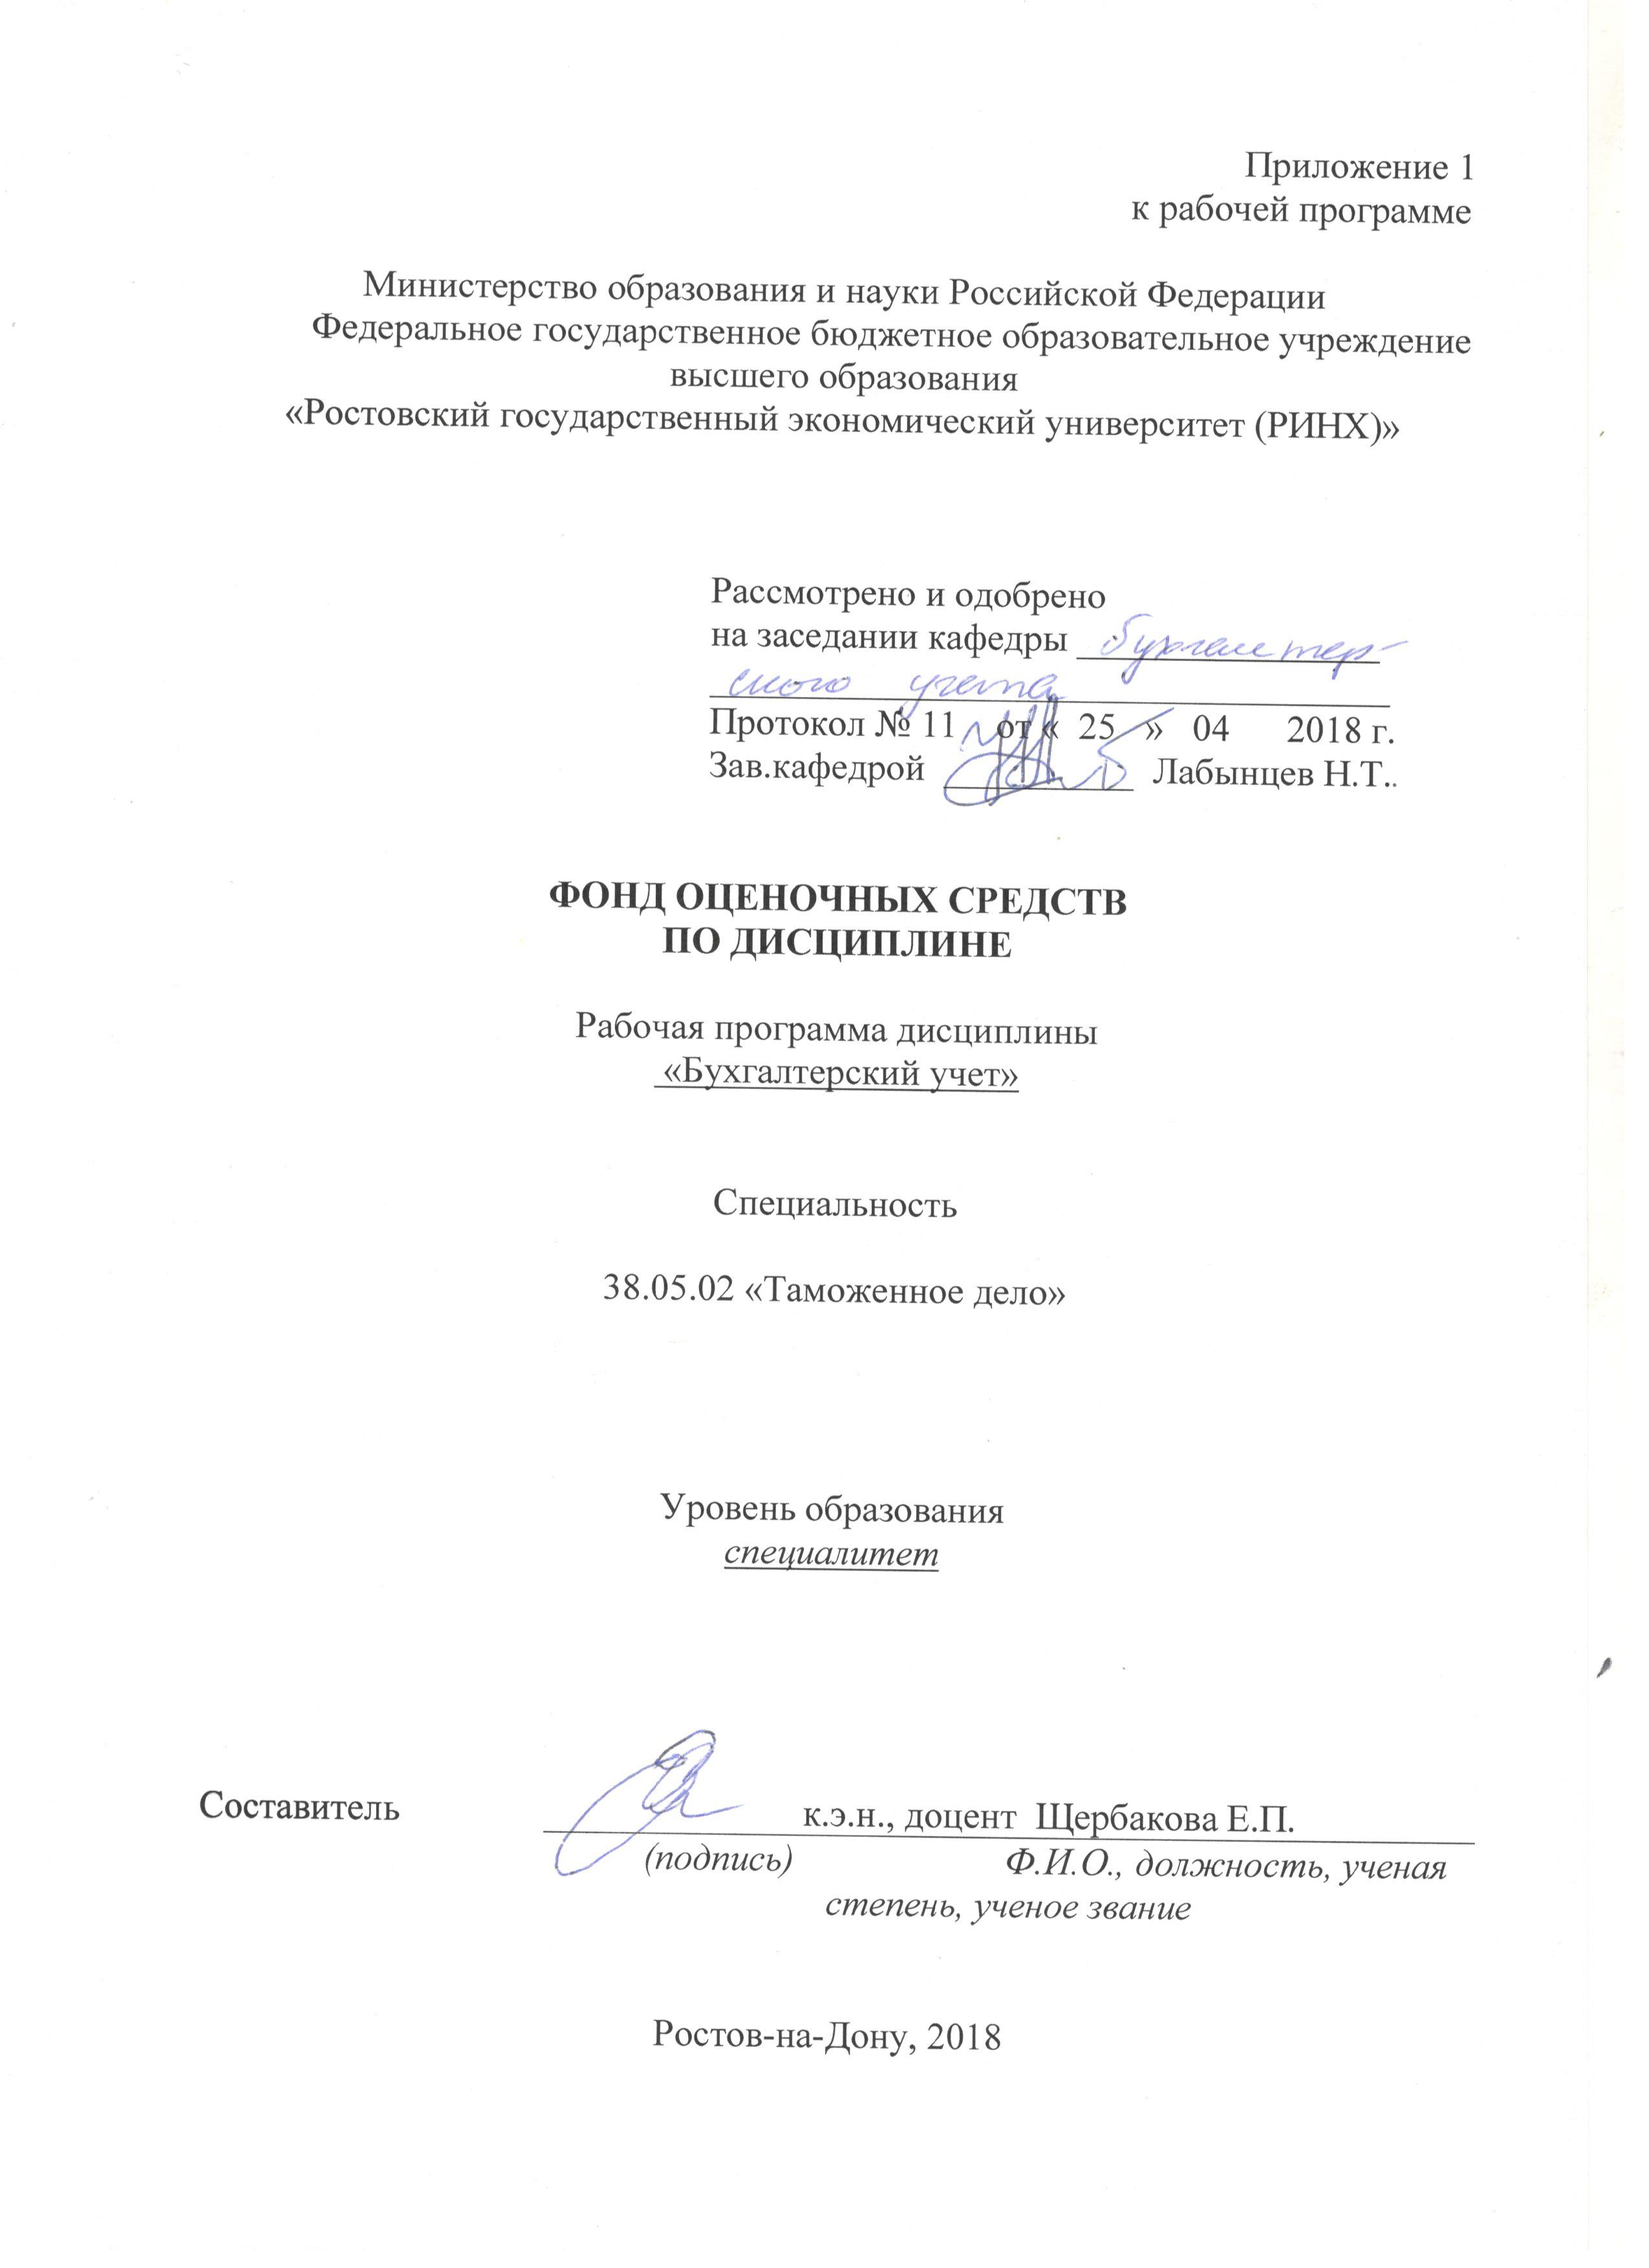 Приложение 1
к рабочей программе
Министерство образования и науки Российской Федерации
Федеральное государственное бюджетное образовательное учреждение
высшего образования
«Ростовский государственный экономический университет (РИНХ)»
Рассмотрено и одобрено
на заседании кафедры бухгалтер-
ского учета
Протокол № 11 от « 25 » 04 2018 г.
Зав.кафедрой Лабынцев Н.Т..
ФОНД ОЦЕНОЧНЫХ СРЕДСТВ
ПО ДИСЦИПЛИНЕ
Рабочая программа дисциплины
«Бухгалтерский учет»
Специальность
38.05.02 «Таможенное дело»
Уровень образования
специалитет
Составитель к.э.н., доцент Щербакова Е.П.
(подпись) Ф.И.О., должность, ученая
степень, ученое звание
Ростов-на-Дону, 2018